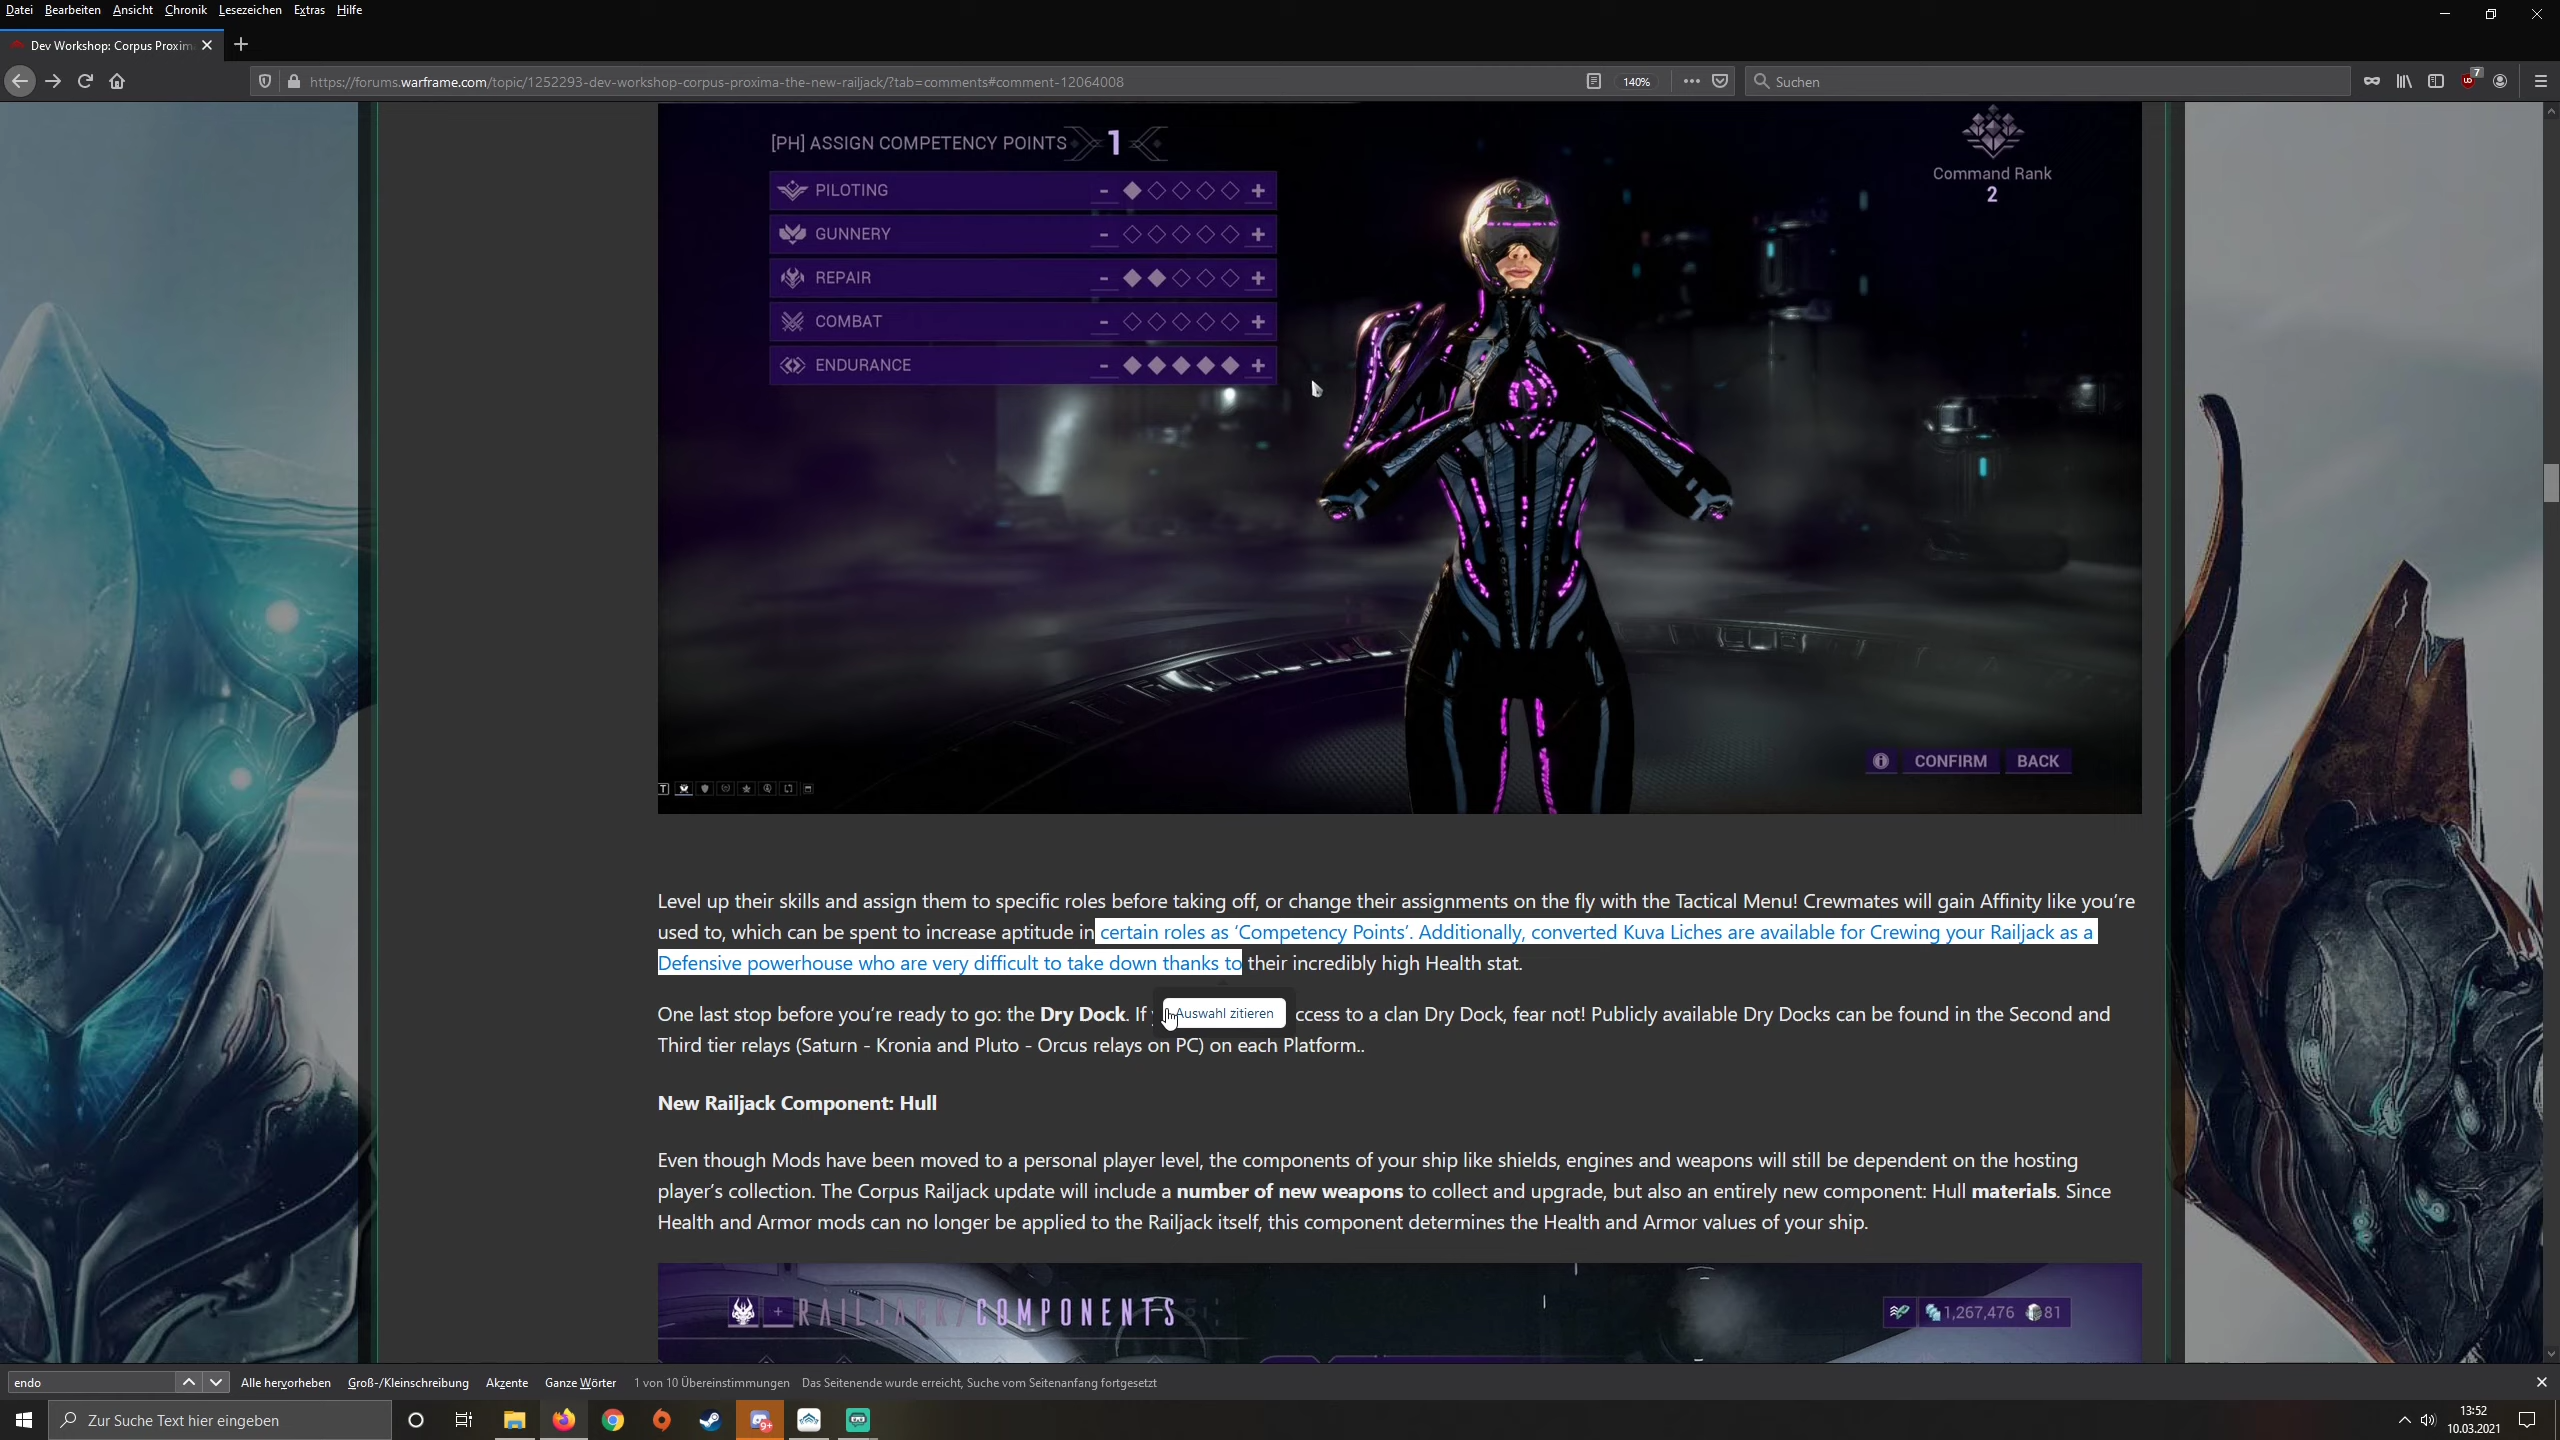 Datei Bearbeiten Ansicht Chronik Lesezeichen Extras Hilfe
Dev Workshop: Corpus Proxim
https://forums.warframe.com/topic/1252293-dev-workshop-corpus-proxima-the-new-railjack/?tab=comments#comment-12064008
140%
Suchen
7
[PH] ASSIGN COMPETENCY POINTS 1
PILOTING - +
GUNNERY - +
REPAIR - +
COMBAT - +
ENDURANCE - +
Command Rank
2
CONFIRM BACK
Level up their skills and assign them to specific roles before taking off, or change their assignments on the fly with the Tactical Menu! Crewmates will gain Affinity like you’re
used to, which can be spent to increase aptitude in certain roles as ‘Competency Points’. Additionally, converted Kuva Liches are available for Crewing your Railjack as a
Defensive powerhouse who are very difficult to take down thanks to their incredibly high Health stat.
One last stop before you’re ready to go: the Dry Dock. If ccess to a clan Dry Dock, fear not! Publicly available Dry Docks can be found in the Second and
Auswahl zitieren
Third tier relays (Saturn - Kronia and Pluto - Orcus relays on PC) on each Platform..
New Railjack Component: Hull
Even though Mods have been moved to a personal player level, the components of your ship like shields, engines and weapons will still be dependent on the hosting
player’s collection. The Corpus Railjack update will include a number of new weapons to collect and upgrade, but also an entirely new component: Hull materials. Since
Health and Armor mods can no longer be applied to the Railjack itself, this component determines the Health and Armor values of your ship.
RAILJACK/COMPONENTS
1,267,476 81
endo
Alle hervorheben Groß-/Kleinschreibung Akzente Ganze Wörter 1 von 10 Übereinstimmungen Das Seitenende wurde erreicht, Suche vom Seitenanfang fortgesetzt
Zur Suche Text hier eingeben
9+
13:52
10.03.2021